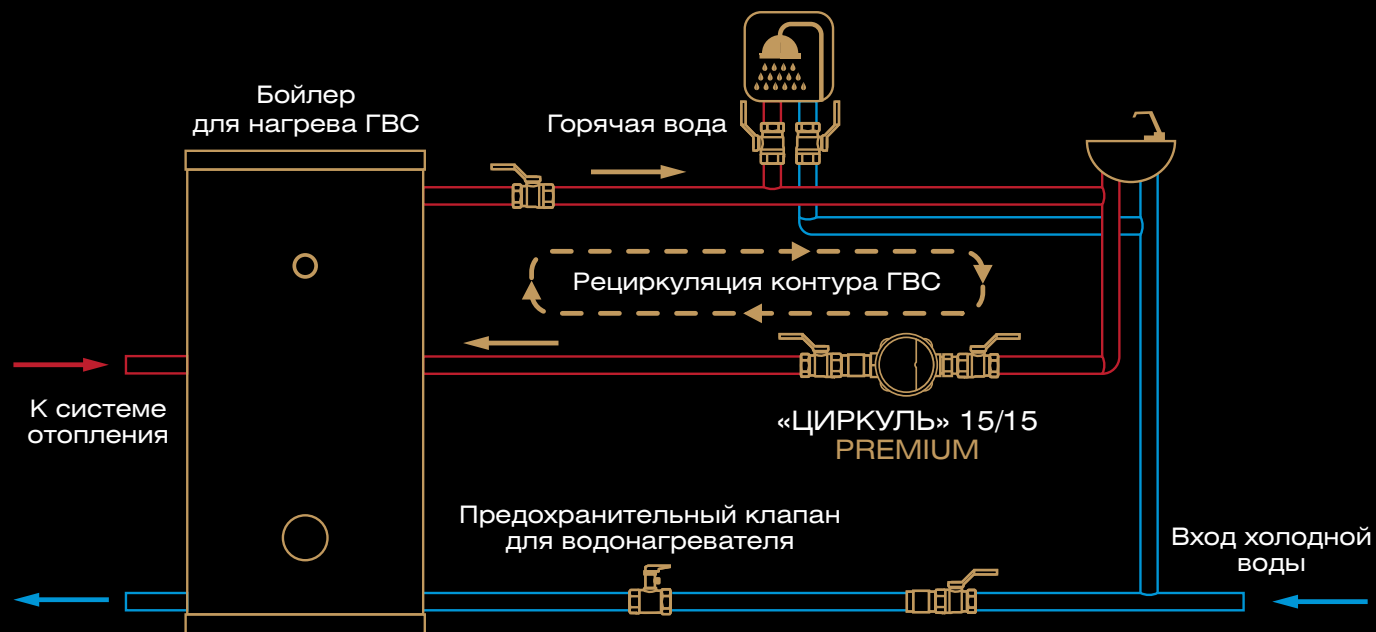 Бойлер
для нагрева ГВС
Горячая вода
Рециркуляция контура ГВС
К системе
отопления
«ЦИРКУЛЬ» 15/15
PREMIUM
Предохранительный клапан
для водонагревателя
Вход холодной
воды